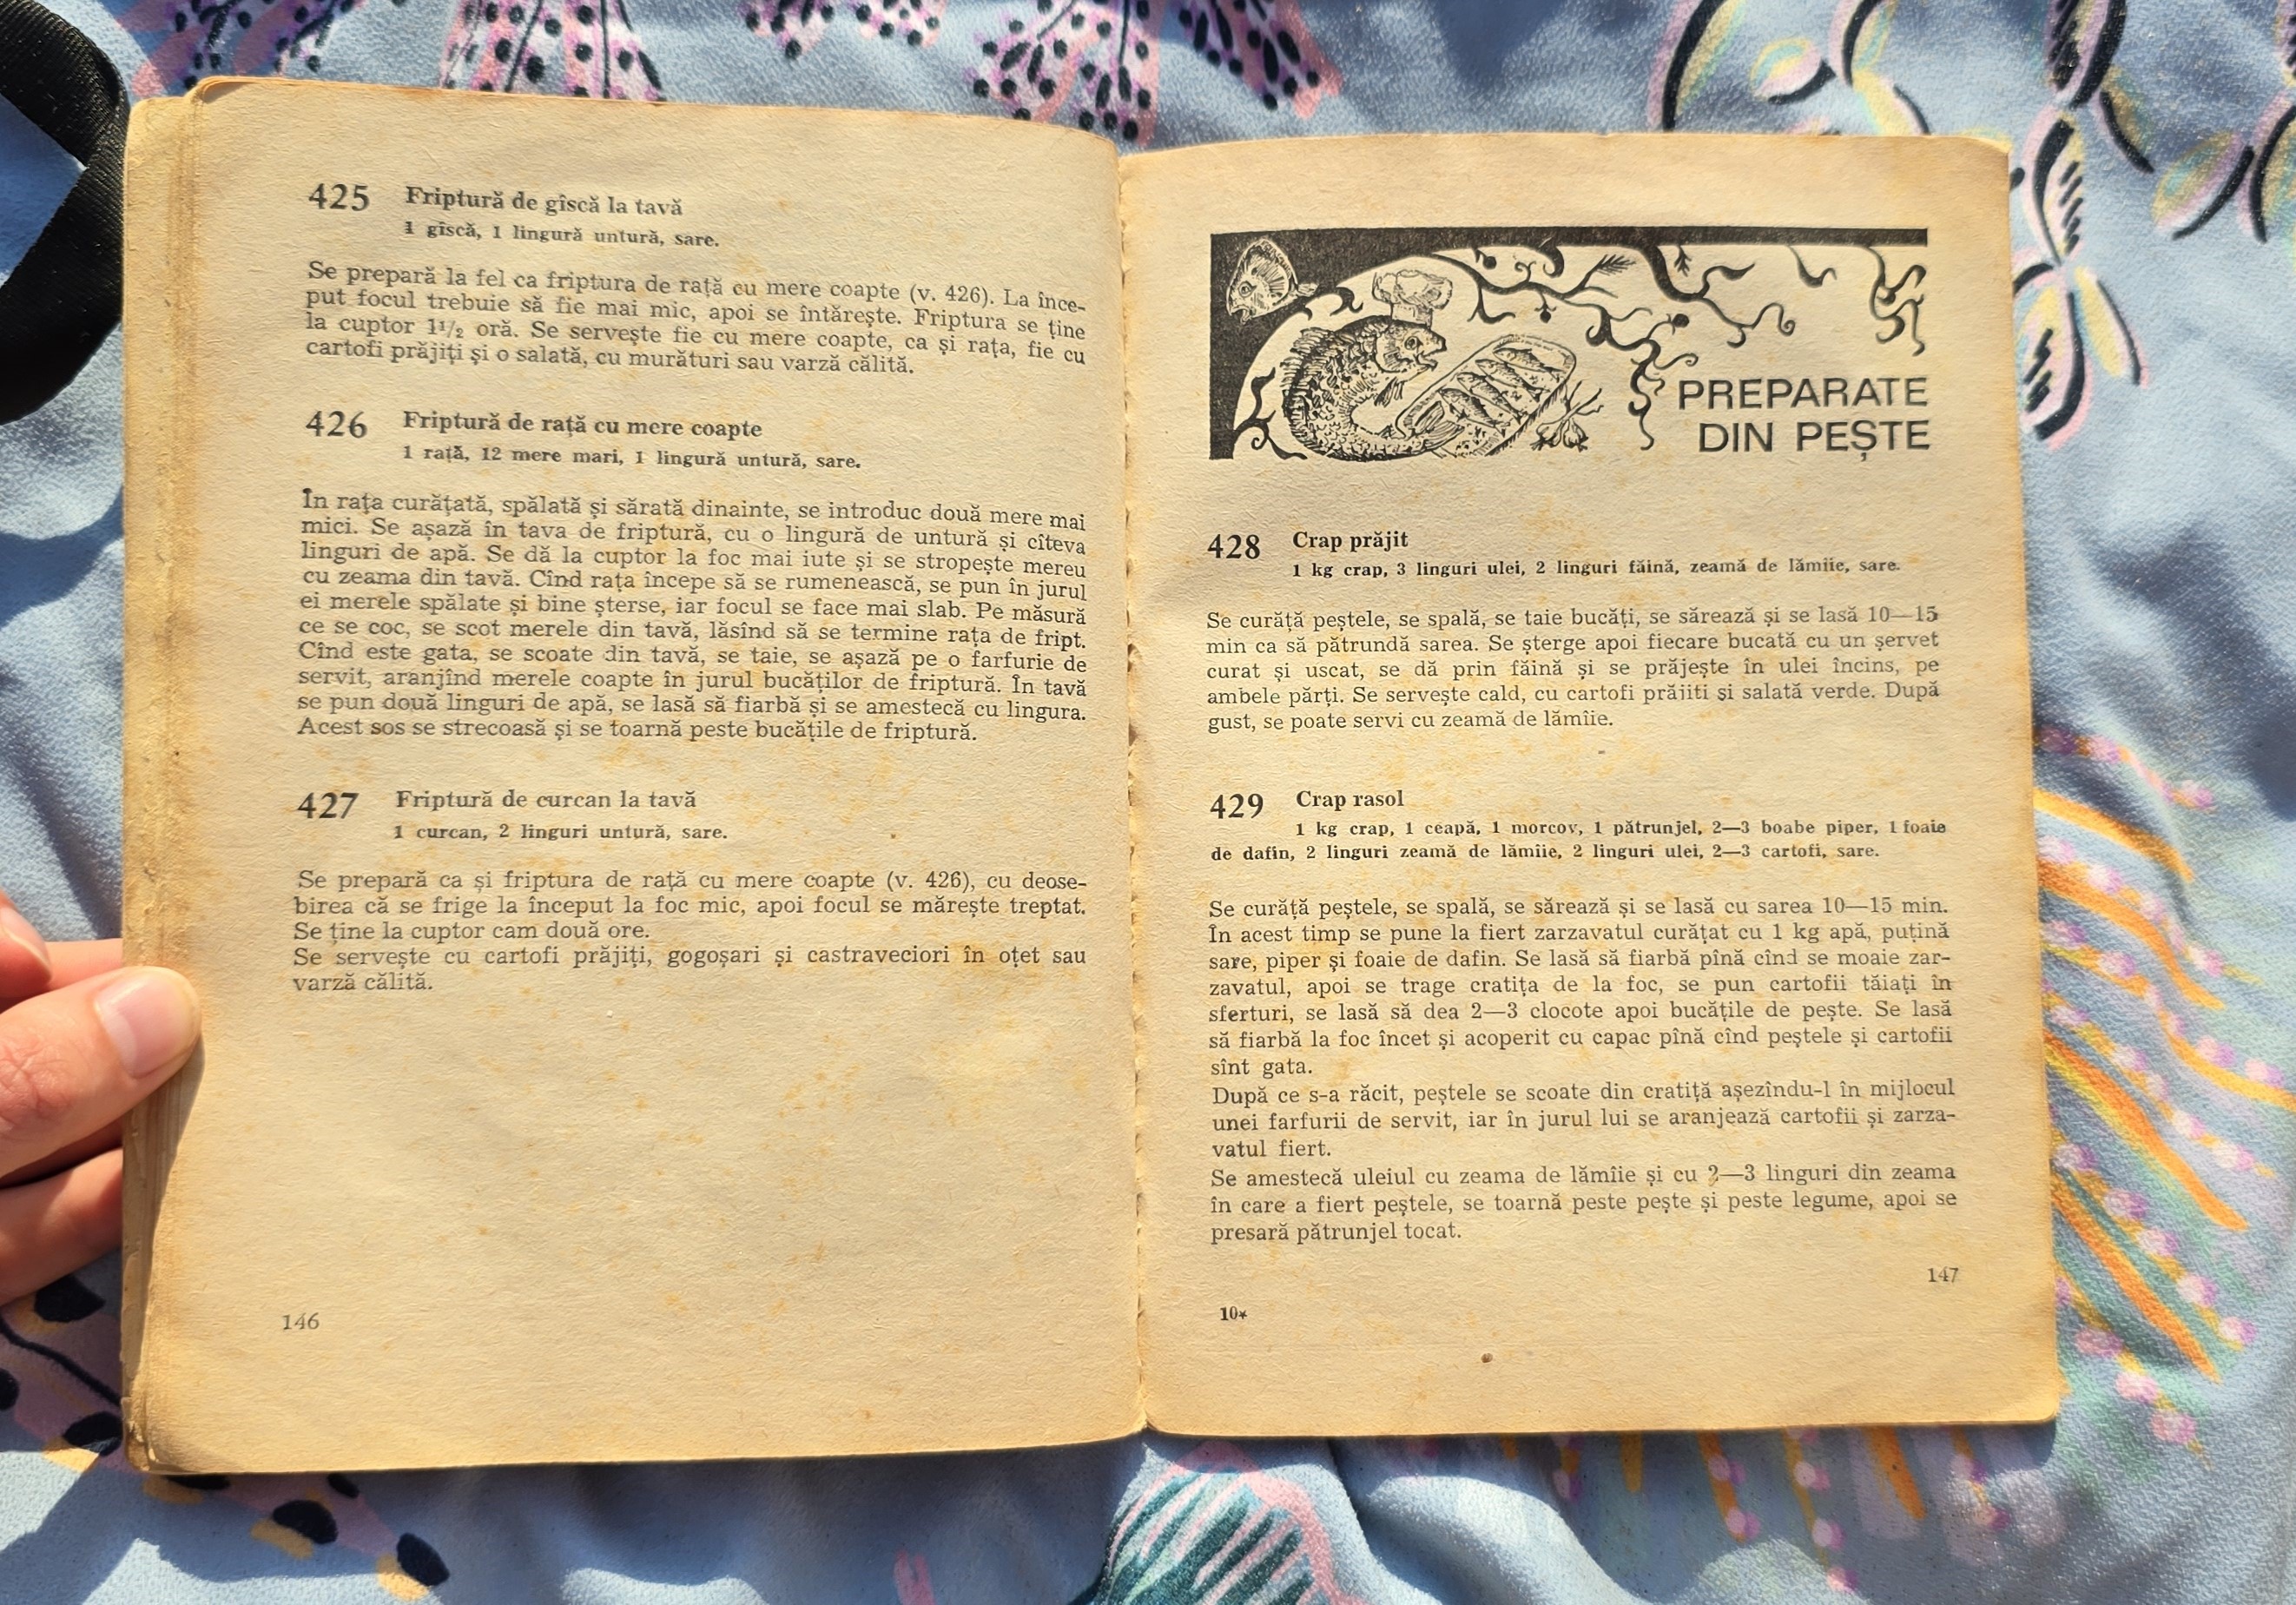 425 Friptură de gîscă la tavă
1 gîscă, 1 lingură untură, sare.
Se prepară la fel ca friptura de rață cu mere coapte (v. 426). La înce-
put focul trebuie să fie mai mic, apoi se întărește. Friptura se ține
la cuptor 1¹/₂ oră. Se servește fie cu mere coapte, ca și rața, fie cu
cartofi prăjiți și o salată, cu murături sau varză călită.
426 Friptură de rață cu mere coapte
1 rață, 12 mere mari, 1 lingură untură, sare.
În rața curățată, spălată și sărată dinainte, se introduc două mere mai
mici. Se așază în tava de friptură, cu o lingură de untură și cîteva
linguri de apă. Se dă la cuptor la foc mai iute și se stropește mereu
cu zeama din tavă. Cînd rața începe să se rumenească, se pun în jurul
ei merele spălate și bine șterse, iar focul se face mai slab. Pe măsură
ce se coc, se scot merele din tavă, lăsînd să se termine rața de fript.
Cînd este gata, se scoate din tavă, se taie, se așază pe o farfurie de
servit, aranjînd merele coapte în jurul bucăților de friptură. În tavă
se pun două linguri de apă, se lasă să fiarbă și se amestecă cu lingura.
Acest sos se strecoasă și se toarnă peste bucățile de friptură.
427 Friptură de curcan la tavă
1 curcan, 2 linguri untură, sare.
Se prepară ca și friptura de rață cu mere coapte (v. 426), cu deose-
birea că se frige la început la foc mic, apoi focul se mărește treptat.
Se ține la cuptor cam două ore.
Se servește cu cartofi prăjiți, gogoșari și castraveciori în oțet sau
varză călită.
146
PREPARATE
DIN PEȘTE
428 Crap prăjit
1 kg crap, 3 linguri ulei, 2 linguri făină, zeamă de lămîie, sare.
Se curăță peștele, se spală, se taie bucăți, se sărează și se lasă 10—15
min ca să pătrundă sarea. Se șterge apoi fiecare bucată cu un șervet
curat și uscat, se dă prin făină și se prăjește în ulei încins, pe
ambele părți. Se servește cald, cu cartofi prăjiti și salată verde. După
gust, se poate servi cu zeamă de lămîie.
429 Crap rasol
1 kg crap, 1 ceapă, 1 morcov, 1 pătrunjel, 2—3 boabe piper, 1 foaie
de dafin, 2 linguri zeamă de lămîie, 2 linguri ulei, 2—3 cartofi, sare.
Se curăță peștele, se spală, se sărează și se lasă cu sarea 10—15 min.
În acest timp se pune la fiert zarzavatul curățat cu 1 kg apă, puțină
sare, piper și foaie de dafin. Se lasă să fiarbă pînă cînd se moaie zar-
zavatul, apoi se trage cratița de la foc, se pun cartofii tăiați în
sferturi, se lasă să dea 2—3 clocote apoi bucățile de pește. Se lasă
să fiarbă la foc încet și acoperit cu capac pînă cînd peștele și cartofii
sînt gata.
După ce s-a răcit, peștele se scoate din cratiță așezîndu-l în mijlocul
unei farfurii de servit, iar în jurul lui se aranjează cartofii și zarza-
vatul fiert.
Se amestecă uleiul cu zeama de lămîie și cu 2—3 linguri din zeama
în care a fiert peștele, se toarnă peste pește și peste legume, apoi se
presară pătrunjel tocat.
147
10*